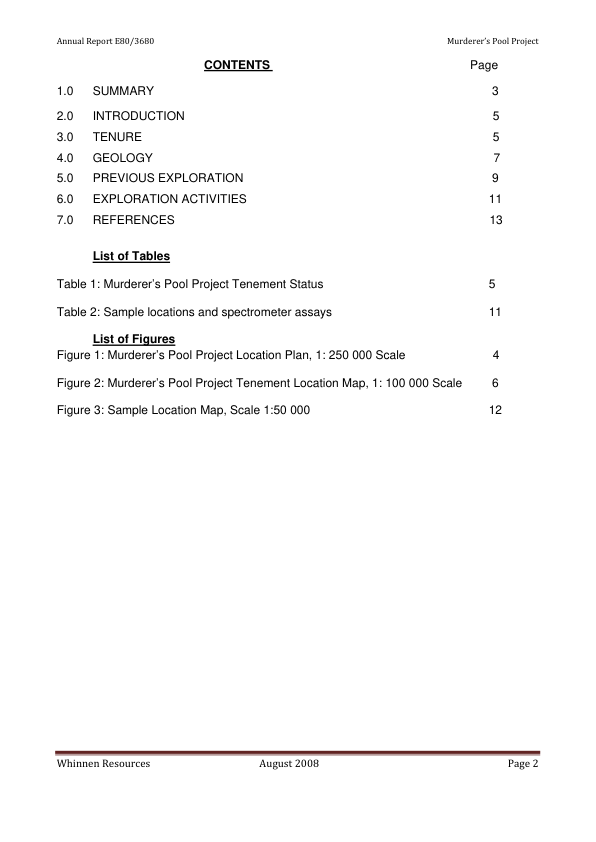 Annual Report E80/3680 Murderer's Pool Project
CONTENTS Page
1.0 SUMMARY 3
2.0 INTRODUCTION 5
3.0 TENURE 5
4.0 GEOLOGY 7
5.0 PREVIOUS EXPLORATION 9
6.0 EXPLORATION ACTIVITIES 11
7.0 REFERENCES 13
List of Tables
Table 1: Murderer's Pool Project Tenement Status 5
Table 2: Sample locations and spectrometer assays 11
List of Figures
Figure 1: Murderer's Pool Project Location Plan, 1: 250 000 Scale 4
Figure 2: Murderer's Pool Project Tenement Location Map, 1: 100 000 Scale 6
Figure 3: Sample Location Map, Scale 1:50 000 12
Whinnen Resources August 2008 Page 2